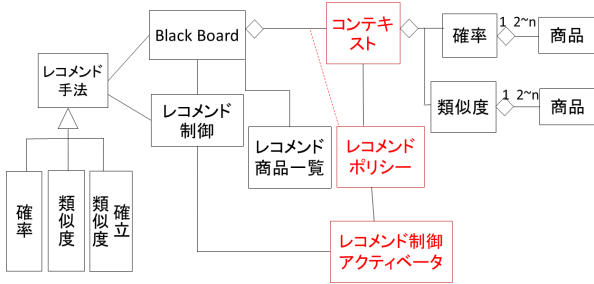 Black Board
コンテキ
スト
1 2~n
確率
商品
レコメンド
手法
レコメンド
制御
類似度
1 2~n
商品
レコメンド
商品一覧
レコメンド
ポリシー
確率
類似度
類似度
確立
レコメンド制御
アクティベータ